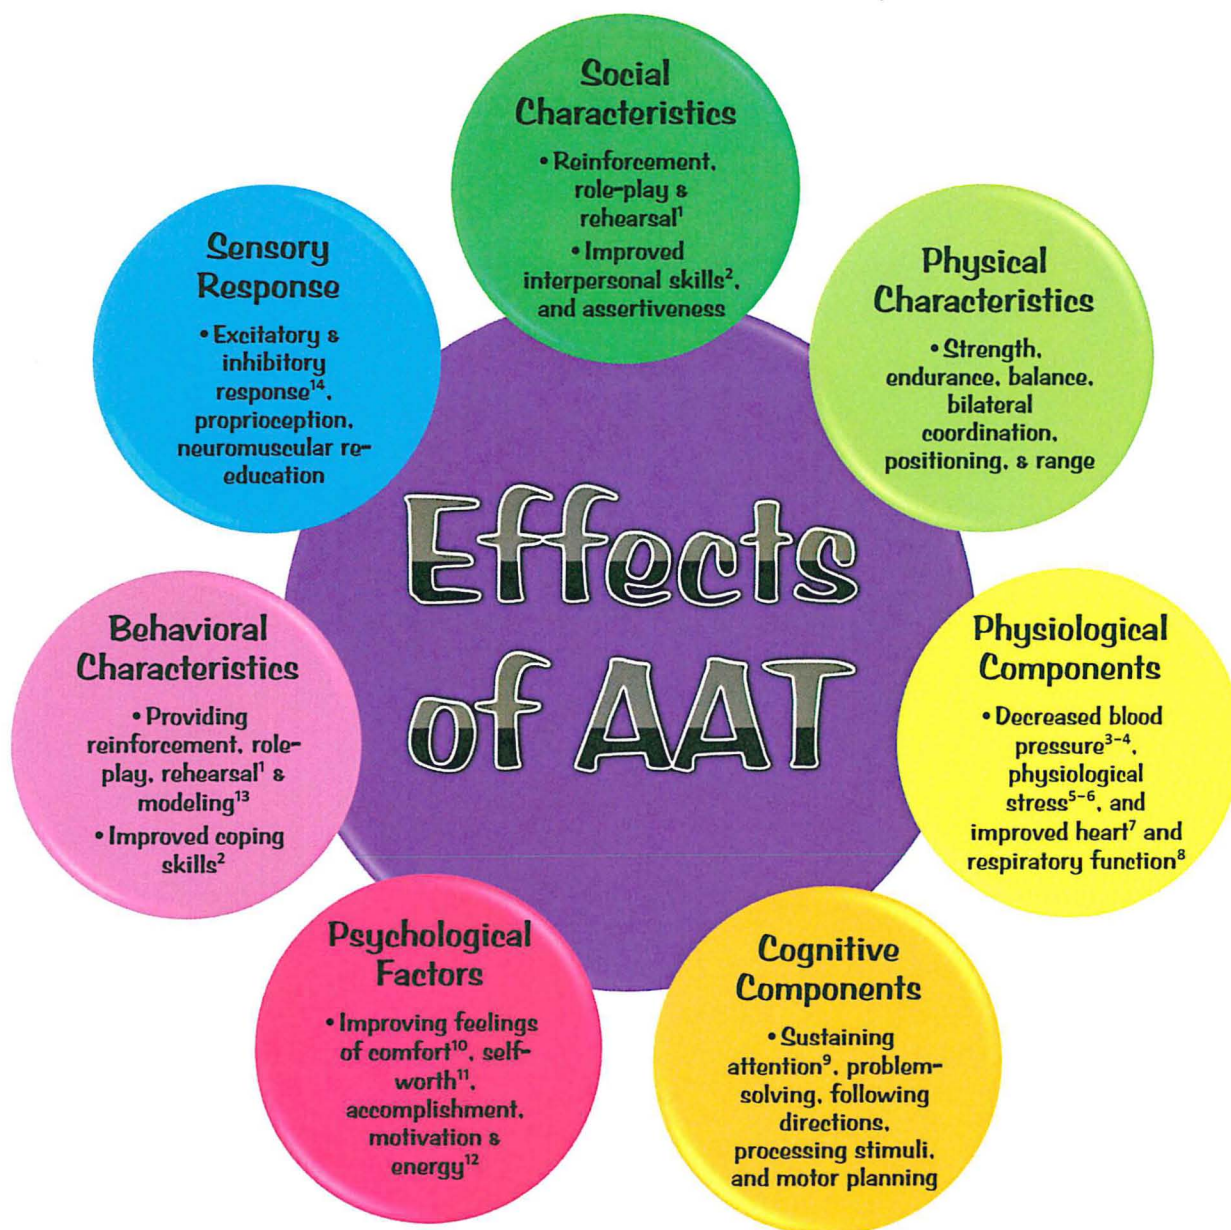 Social
Characteristics
• Reinforcement,
role-play &
rehearsal¹
• Improved
interpersonal skills²,
and assertiveness
Physical
Characteristics
• Strength,
endurance, balance,
bilateral
coordination,
positioning, & range
Physiological
Components
• Decreased blood
pressure³⁻⁴,
physiological
stress⁵⁻⁶, and
improved heart⁷ and
respiratory function⁸
Cognitive
Components
• Sustaining
attention⁹, problem-
solving, following
directions,
processing stimuli,
and motor planning
Psychological
Factors
• Improving feelings
of comfort¹⁰, self-
worth¹¹,
accomplishment,
motivation &
energy¹²
Behavioral
Characteristics
• Providing
reinforcement, role-
play, rehearsal¹ &
modeling¹³
• Improved coping
skills²
Sensory
Response
• Excitatory &
inhibitory
response¹⁴,
proprioception,
neuromuscular re-
education
Effects
of AAT